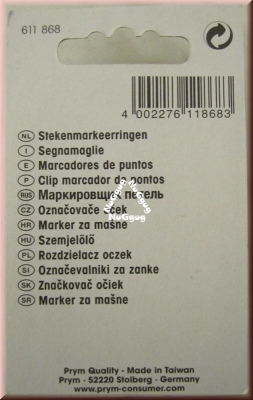 611 868
4 002276 118683
NL Stekenmarkeerringen
I Segnamaglie
E Marcadores de puntos
P Clip marcador de pontos
RUS Маркировщик петель
CZ Označovače oček
HR Marker za mašne
HU Szemjelölő
PL Rozdzielacz oczek
SI Označevalniki za zanke
SK Značkovač očiek
SR Marker za mašne
Nuggug
Prym Quality - Made in Taiwan
Prym - 52220 Stolberg - Germany
www.prym-consumer.com